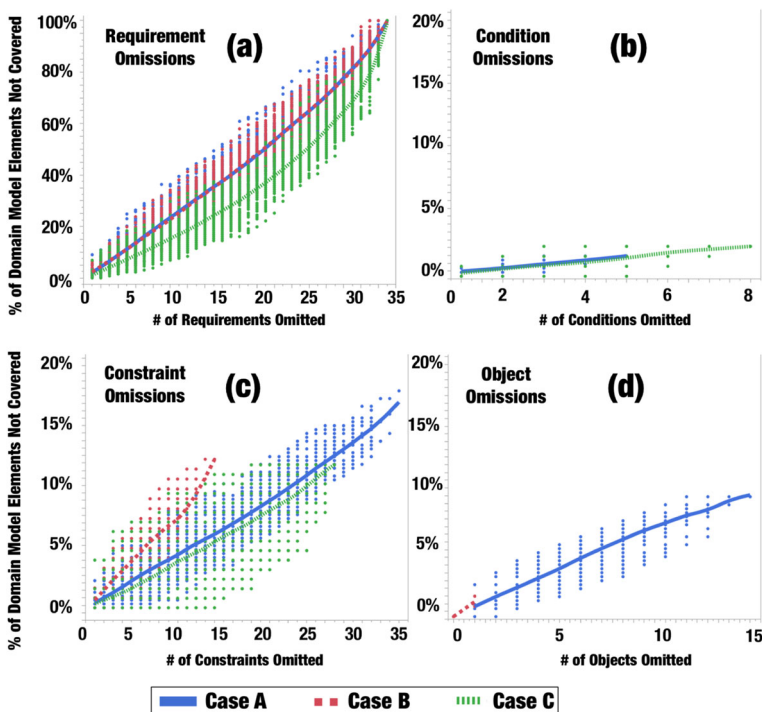 Requirement Omissions
(a)
% of Domain Model Elements Not Covered
100%
80%
60%
40%
20%
0%
0
5
10
15
20
25
30
35
# of Requirements Omitted
Condition Omissions
(b)
20%
15%
10%
5%
0%
2
4
6
8
# of Conditions Omitted
Constraint Omissions
(c)
% of Domain Model Elements Not Covered
20%
15%
10%
5%
0%
0
5
10
15
20
25
30
35
# of Constraints Omitted
Object Omissions
(d)
20%
15%
10%
5%
0%
0
5
10
15
# of Objects Omitted
Case A
Case B
Case C